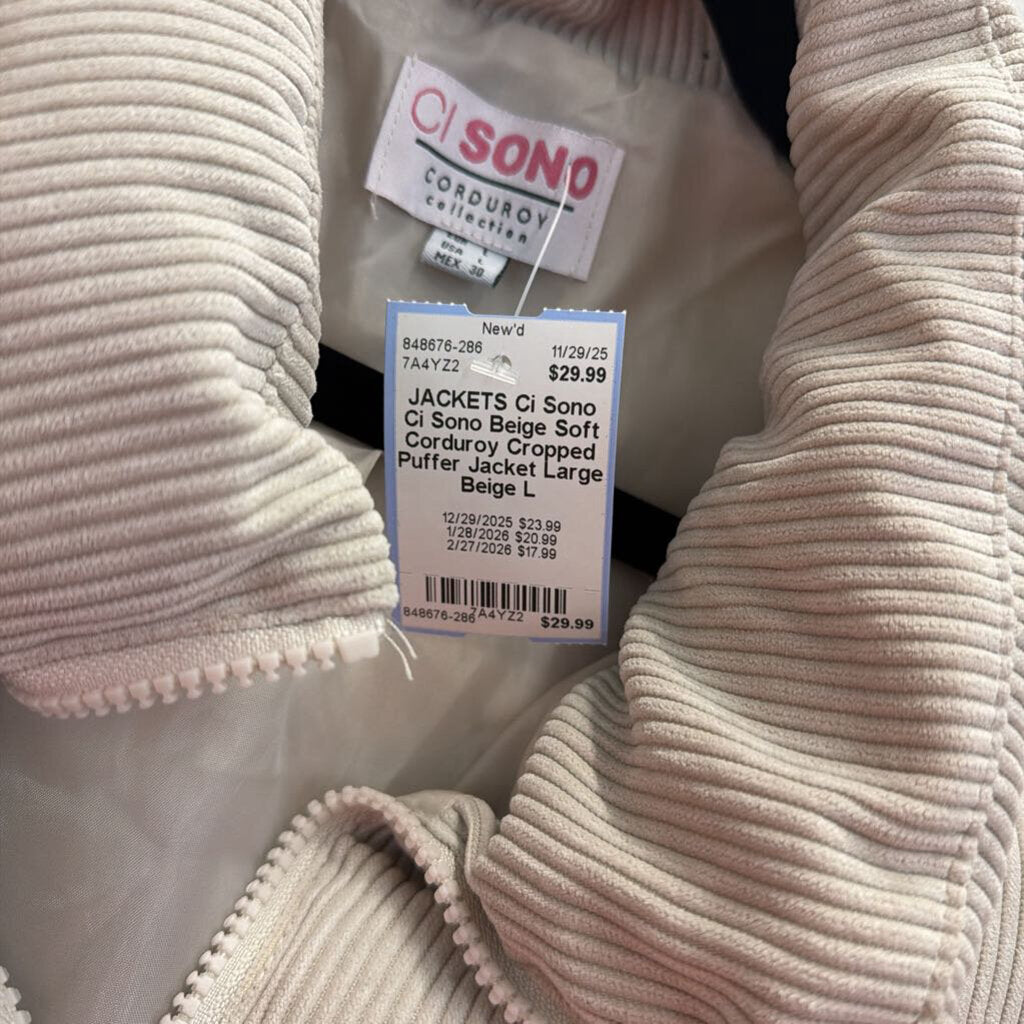 CI SONO
CORDUROY
collection
USA L
MEX 30
New'd
848676-286 11/29/25
7A4YZ2 $29.99
JACKETS Ci Sono
Ci Sono Beige Soft
Corduroy Cropped
Puffer Jacket Large
Beige L
12/29/2025 $23.99
1/28/2026 $20.99
2/27/2026 $17.99
848676-286 7A4YZ2 $29.99